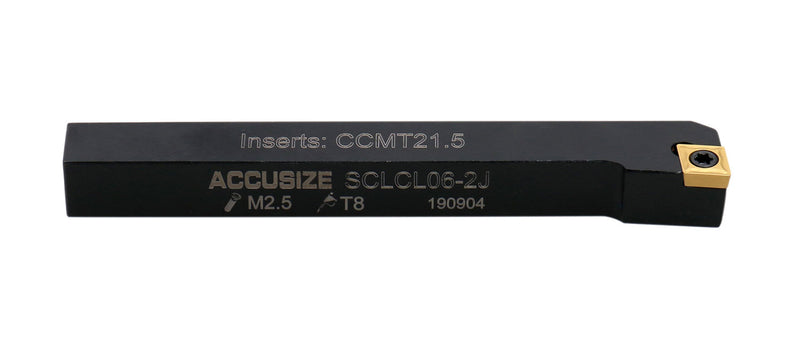 Inserts: CCMT21.5
ACCUSIZE SCLCL06-2J
M2.5 T8 190904